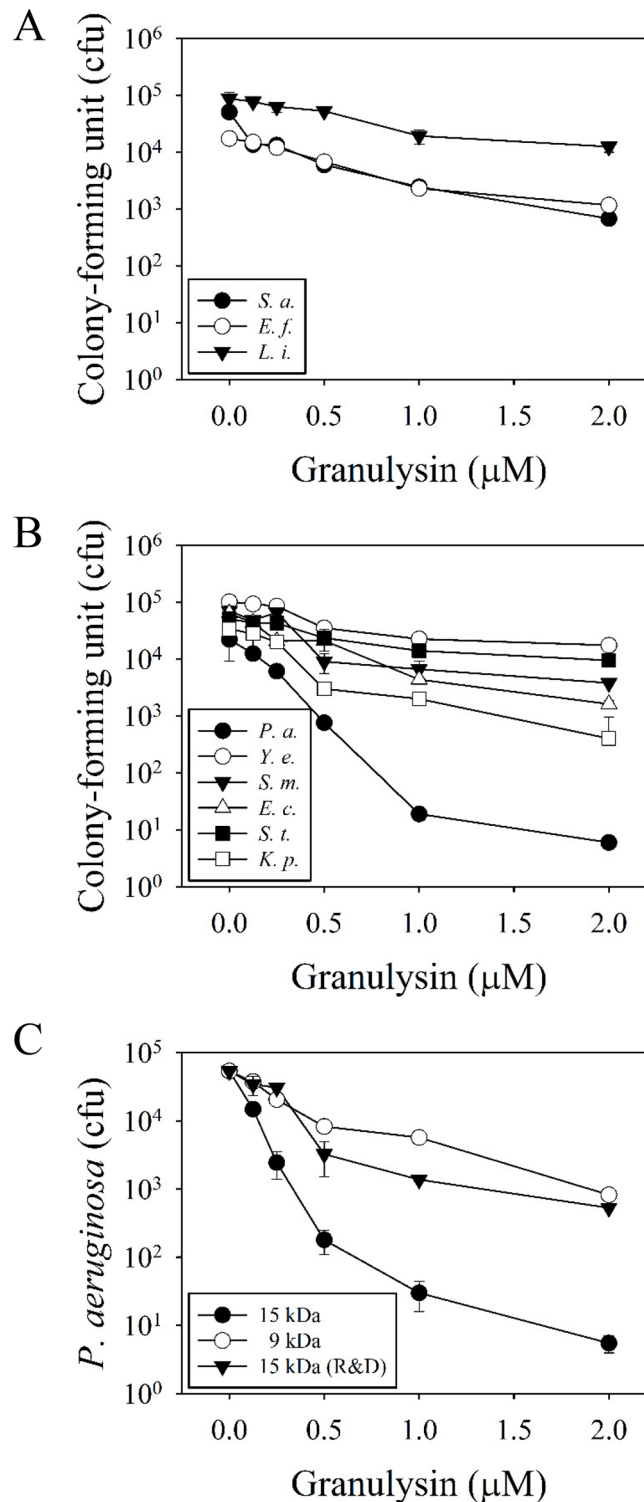 A
Colony-forming unit (cfu)
10⁶
10⁵
10⁴
10³
10²
10¹
10⁰
S. a.
E. f.
L. i.
0.0 0.5 1.0 1.5 2.0
Granulysin (μM)
B
Colony-forming unit (cfu)
10⁶
10⁵
10⁴
10³
10²
10¹
10⁰
P. a.
Y. e.
S. m.
E. c.
S. t.
K. p.
0.0 0.5 1.0 1.5 2.0
Granulysin (μM)
C
P. aeruginosa (cfu)
10⁵
10⁴
10³
10²
10¹
10⁰
15 kDa
9 kDa
15 kDa (R&D)
0.0 0.5 1.0 1.5 2.0
Granulysin (μM)